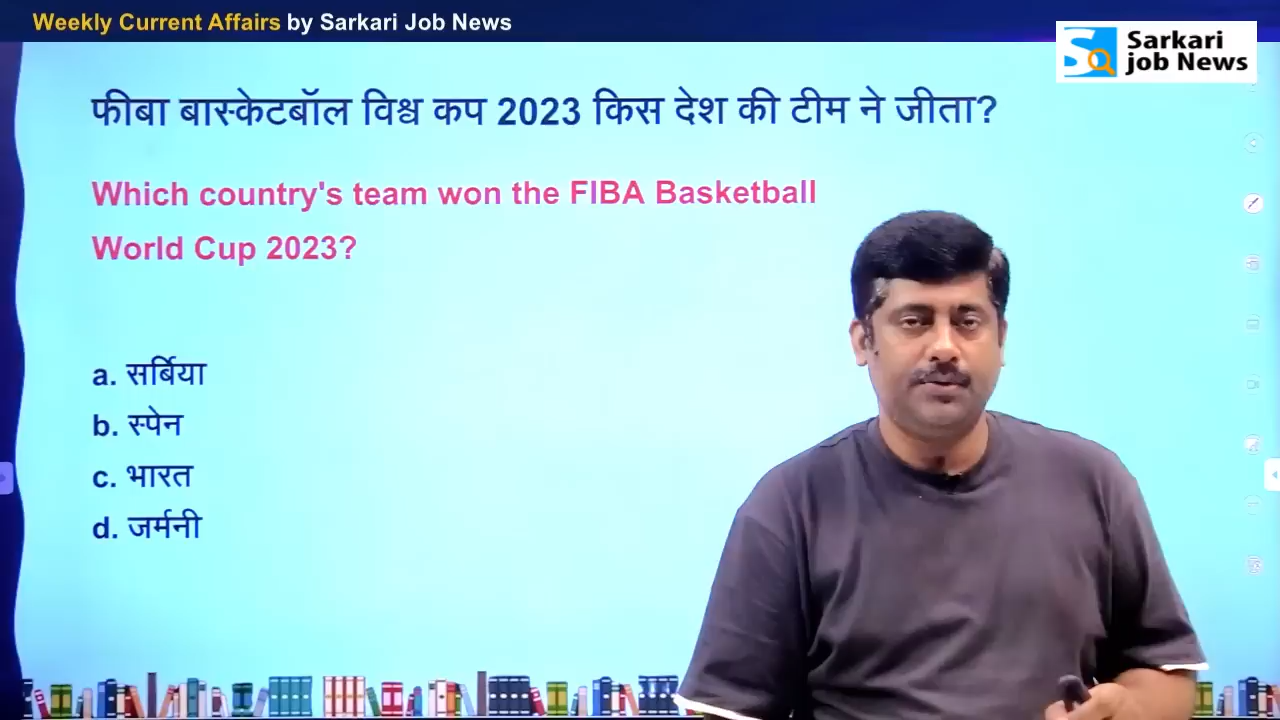 Weekly Current Affairs by Sarkari Job News
Sarkari
job News
फीबा बास्केटबॉल विश्व कप 2023 किस देश की टीम ने जीता?
Which country's team won the FIBA Basketball
World Cup 2023?
a. सर्बिया
b. स्पेन
c. भारत
d. जर्मनी